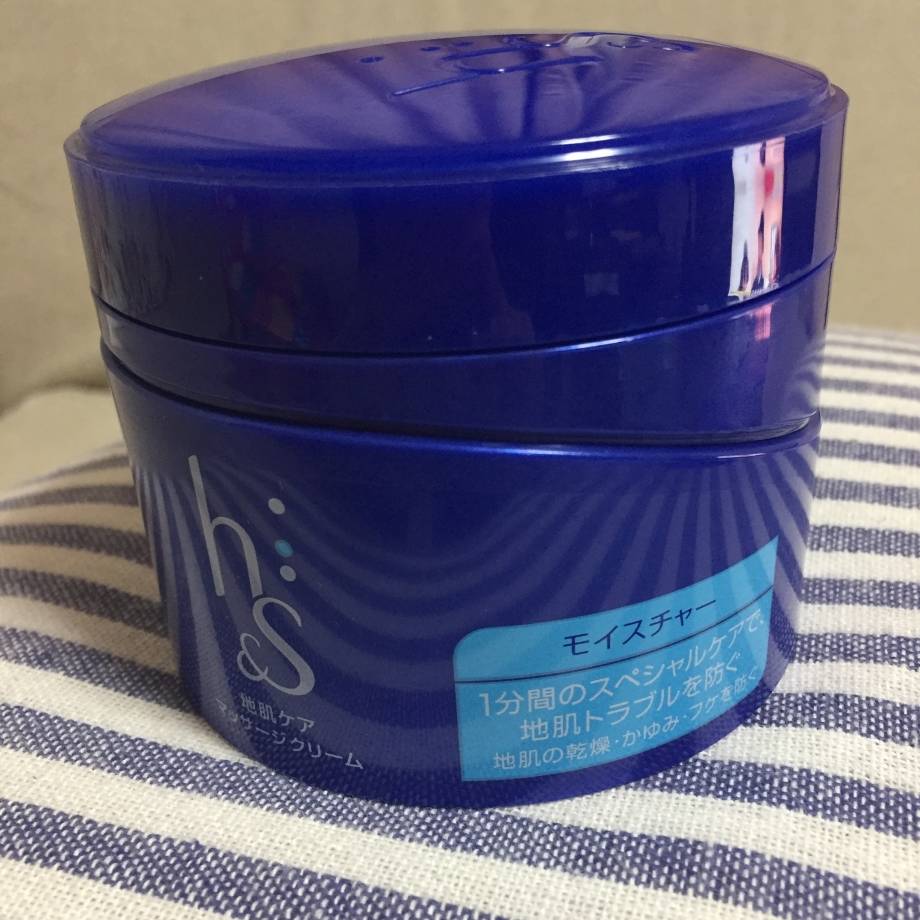 h&S
地肌ケア
マッサージクリーム
モイスチャー
1分間のスペシャルケアで、
地肌トラブルを防ぐ
地肌の乾燥・かゆみ・フケを防ぐ